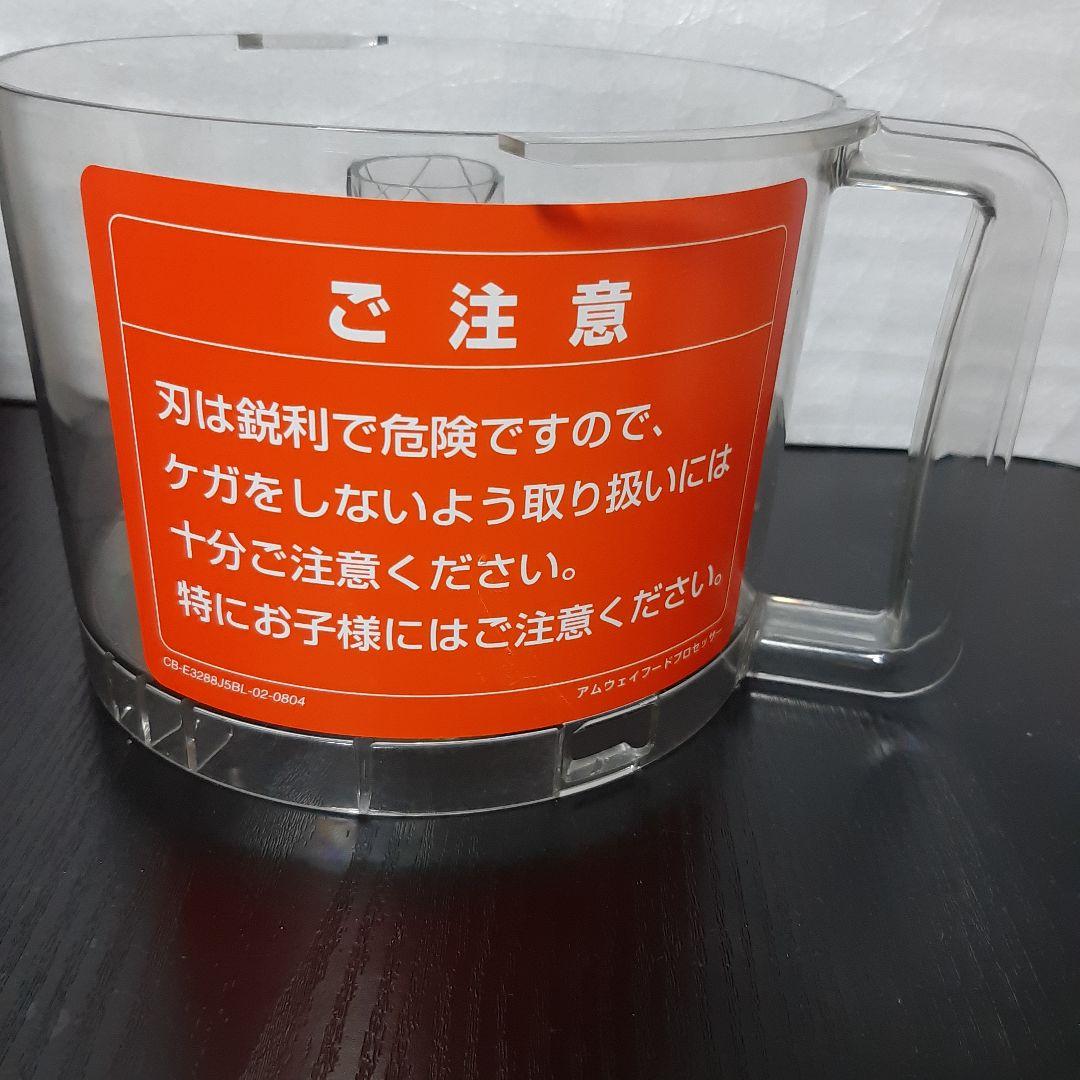 ご注意
刃は鋭利で危険ですので、
ケガをしないよう取り扱いには
十分ご注意ください。
特にお子様にはご注意ください。
CB-E3288J5BL-02-0804
アムウェイフードプロセッサー